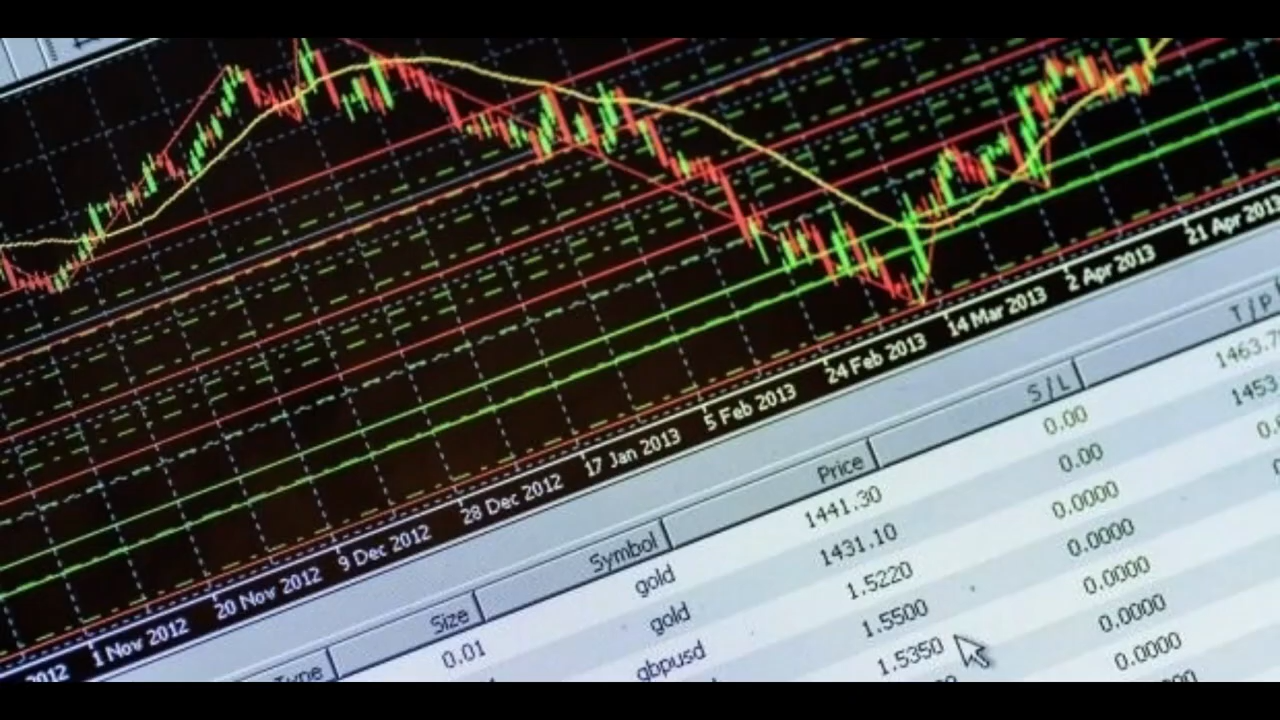 2012 1 Nov 2012 20 Nov 2012 9 Dec 2012 28 Dec 2012 17 Jan 2013 5 Feb 2013 24 Feb 2013 14 Mar 2013 2 Apr 2013 21 Apr 2013
Type Size Symbol Price S / L T / P
0.01 gold 1441.30 0.00 1463.7
gold 1431.10 0.00 1453
gbpusd 1.5220 0.0000
1.5500 0.0000
1.5350 0.0000
0.0000
0.0000